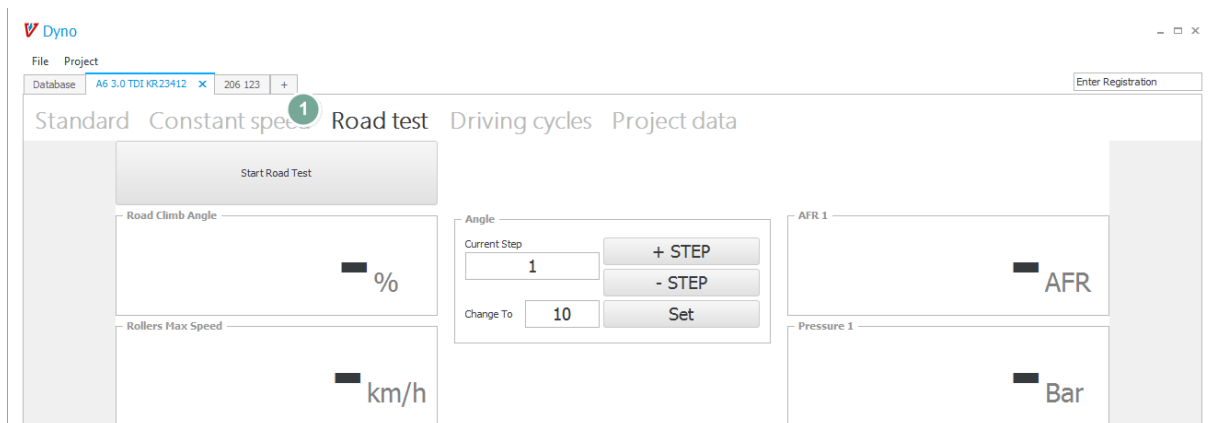 Dyno
File Project
Database A6 3.0 TDI KR23412 × 206 123 + Enter Registration
1
Standard Constant speed Road test Driving cycles Project data
Start Road Test
Road Climb Angle
- %
Angle
Current Step
1
+ STEP
- STEP
Change To 10 Set
AFR 1
- AFR
Rollers Max Speed
- km/h
Pressure 1
- Bar